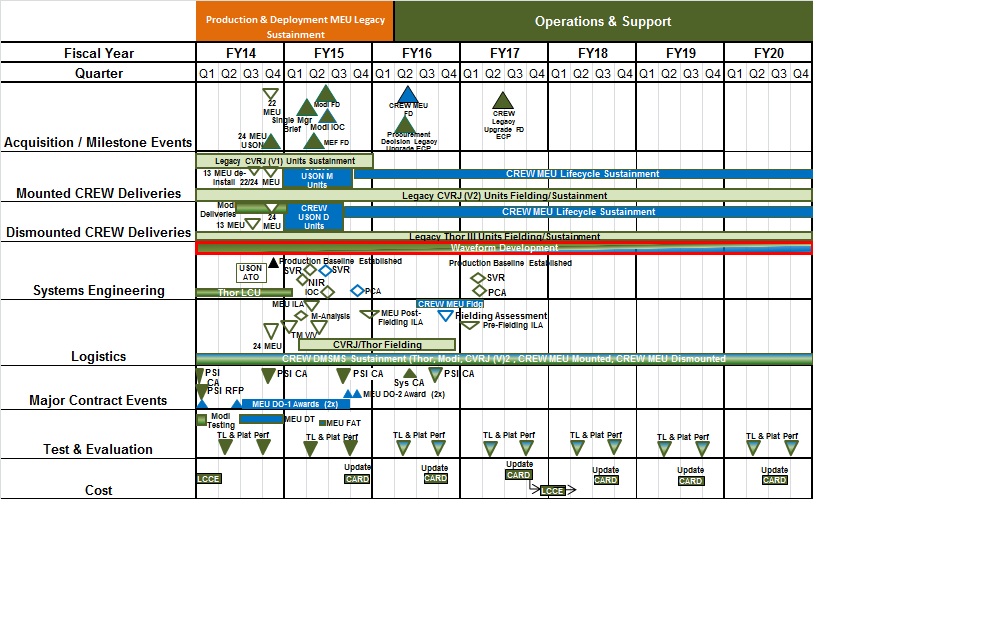 Production & Deployment MEU Legacy
Sustainment
Operations & Support
Fiscal Year FY14 FY15 FY16 FY17 FY18 FY19 FY20
Quarter Q1 Q2 Q3 Q4 Q1 Q2 Q3 Q4 Q1 Q2 Q3 Q4 Q1 Q2 Q3 Q4 Q1 Q2 Q3 Q4 Q1 Q2 Q3 Q4 Q1 Q2 Q3 Q4
22
MEU
Single Mgr
Brief
Modi FD
Modi IOC
24 MEU
USON
MEF FD
CREW MEU
FD
Procurement
Decision Legacy
Upgrade ECP
CREW
Legacy
Upgrade FD
ECP
Acquisition / Milestone Events
Legacy CVRJ (V1) Units Sustainment
13 MEU de-
install 22/24 MEU
USON M
Units
CREW MEU Lifecycle Sustainment
Mounted CREW Deliveries
Legacy CVRJ (V2) Units Fielding/Sustainment
Modi
Deliveries
13 MEU
24
MEU
CREW
USON D
Units
CREW MEU Lifecycle Sustainment
Dismounted CREW Deliveries
Legacy Thor III Units Fielding/Sustainment
Waveform Development
USON
ATO
Production Baseline Established
SVR
SVR
NIR
IOC
PCA
Production Baseline Established
SVR
PCA
Systems Engineering
Thor LCU
MEU ILA
M-Analysis
24 MEU
TM V/V
MEU Post-
Fielding ILA
CREW MEU Fldg
Fielding Assessment
Pre-Fielding ILA
CVRJ/Thor Fielding
Logistics
CREW DMSMS Sustainment (Thor, Modi, CVRJ (V)2 , CREW MEU Mounted, CREW MEU Dismounted
PSI
CA
PSI CA
PSI CA
Sys CA
PSI CA
PSI RFP
MEU DO-2 Award (2x)
MEU DO-1 Awards (2x)
Major Contract Events
Modi
Testing
MEU DT
MEU FAT
TL & Plat Perf
TL & Plat Perf
TL & Plat Perf
TL & Plat Perf
TL & Plat Perf
TL & Plat Perf
TL & Plat Perf
Test & Evaluation
LCCE
Update
CARD
Update
CARD
Update
CARD
LCCE
Update
CARD
Update
CARD
Update
CARD
Cost